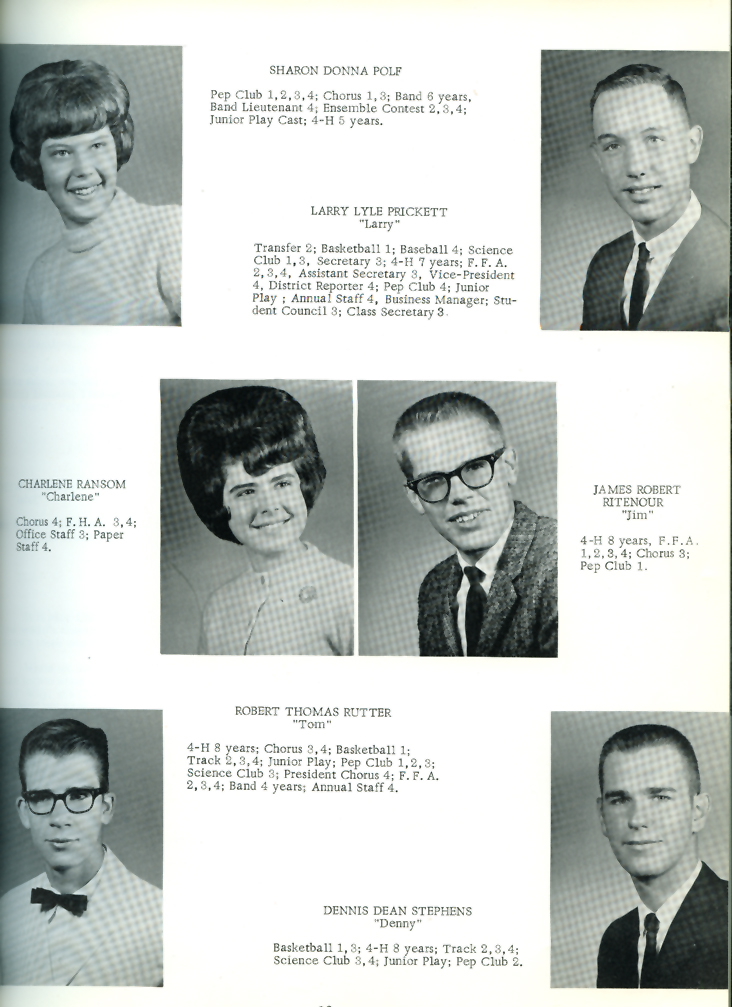 SHARON DONNA POLF
Pep Club 1,2,3,4; Chorus 1,3; Band 6 years,
Band Lieutenant 4; Ensemble Contest 2,3,4;
Junior Play Cast; 4-H 5 years.
LARRY LYLE PRICKETT
"Larry"
Transfer 2; Basketball 1; Baseball 4; Science
Club 1,3, Secretary 3; 4-H 7 years; F. F. A.
2,3,4, Assistant Secretary 3, Vice-President
4, District Reporter 4; Pep Club 4; Junior
Play ; Annual Staff 4, Business Manager; Stu-
dent Council 3; Class Secretary 3.
CHARLENE RANSOM
"Charlene"
Chorus 4; F. H. A. 3,4;
Office Staff 3; Paper
Staff 4.
JAMES ROBERT
RITENOUR
"Jim"
4-H 8 years, F.F.A.
1,2,3,4; Chorus 3;
Pep Club 1.
ROBERT THOMAS RUTTER
"Tom"
4-H 8 years; Chorus 3,4; Basketball 1;
Track 2,3,4; Junior Play; Pep Club 1,2,3;
Science Club 3; President Chorus 4; F. F. A.
2,3,4; Band 4 years; Annual Staff 4.
DENNIS DEAN STEPHENS
"Denny"
Basketball 1,3; 4-H 8 years; Track 2,3,4;
Science Club 3,4; Junior Play; Pep Club 2.